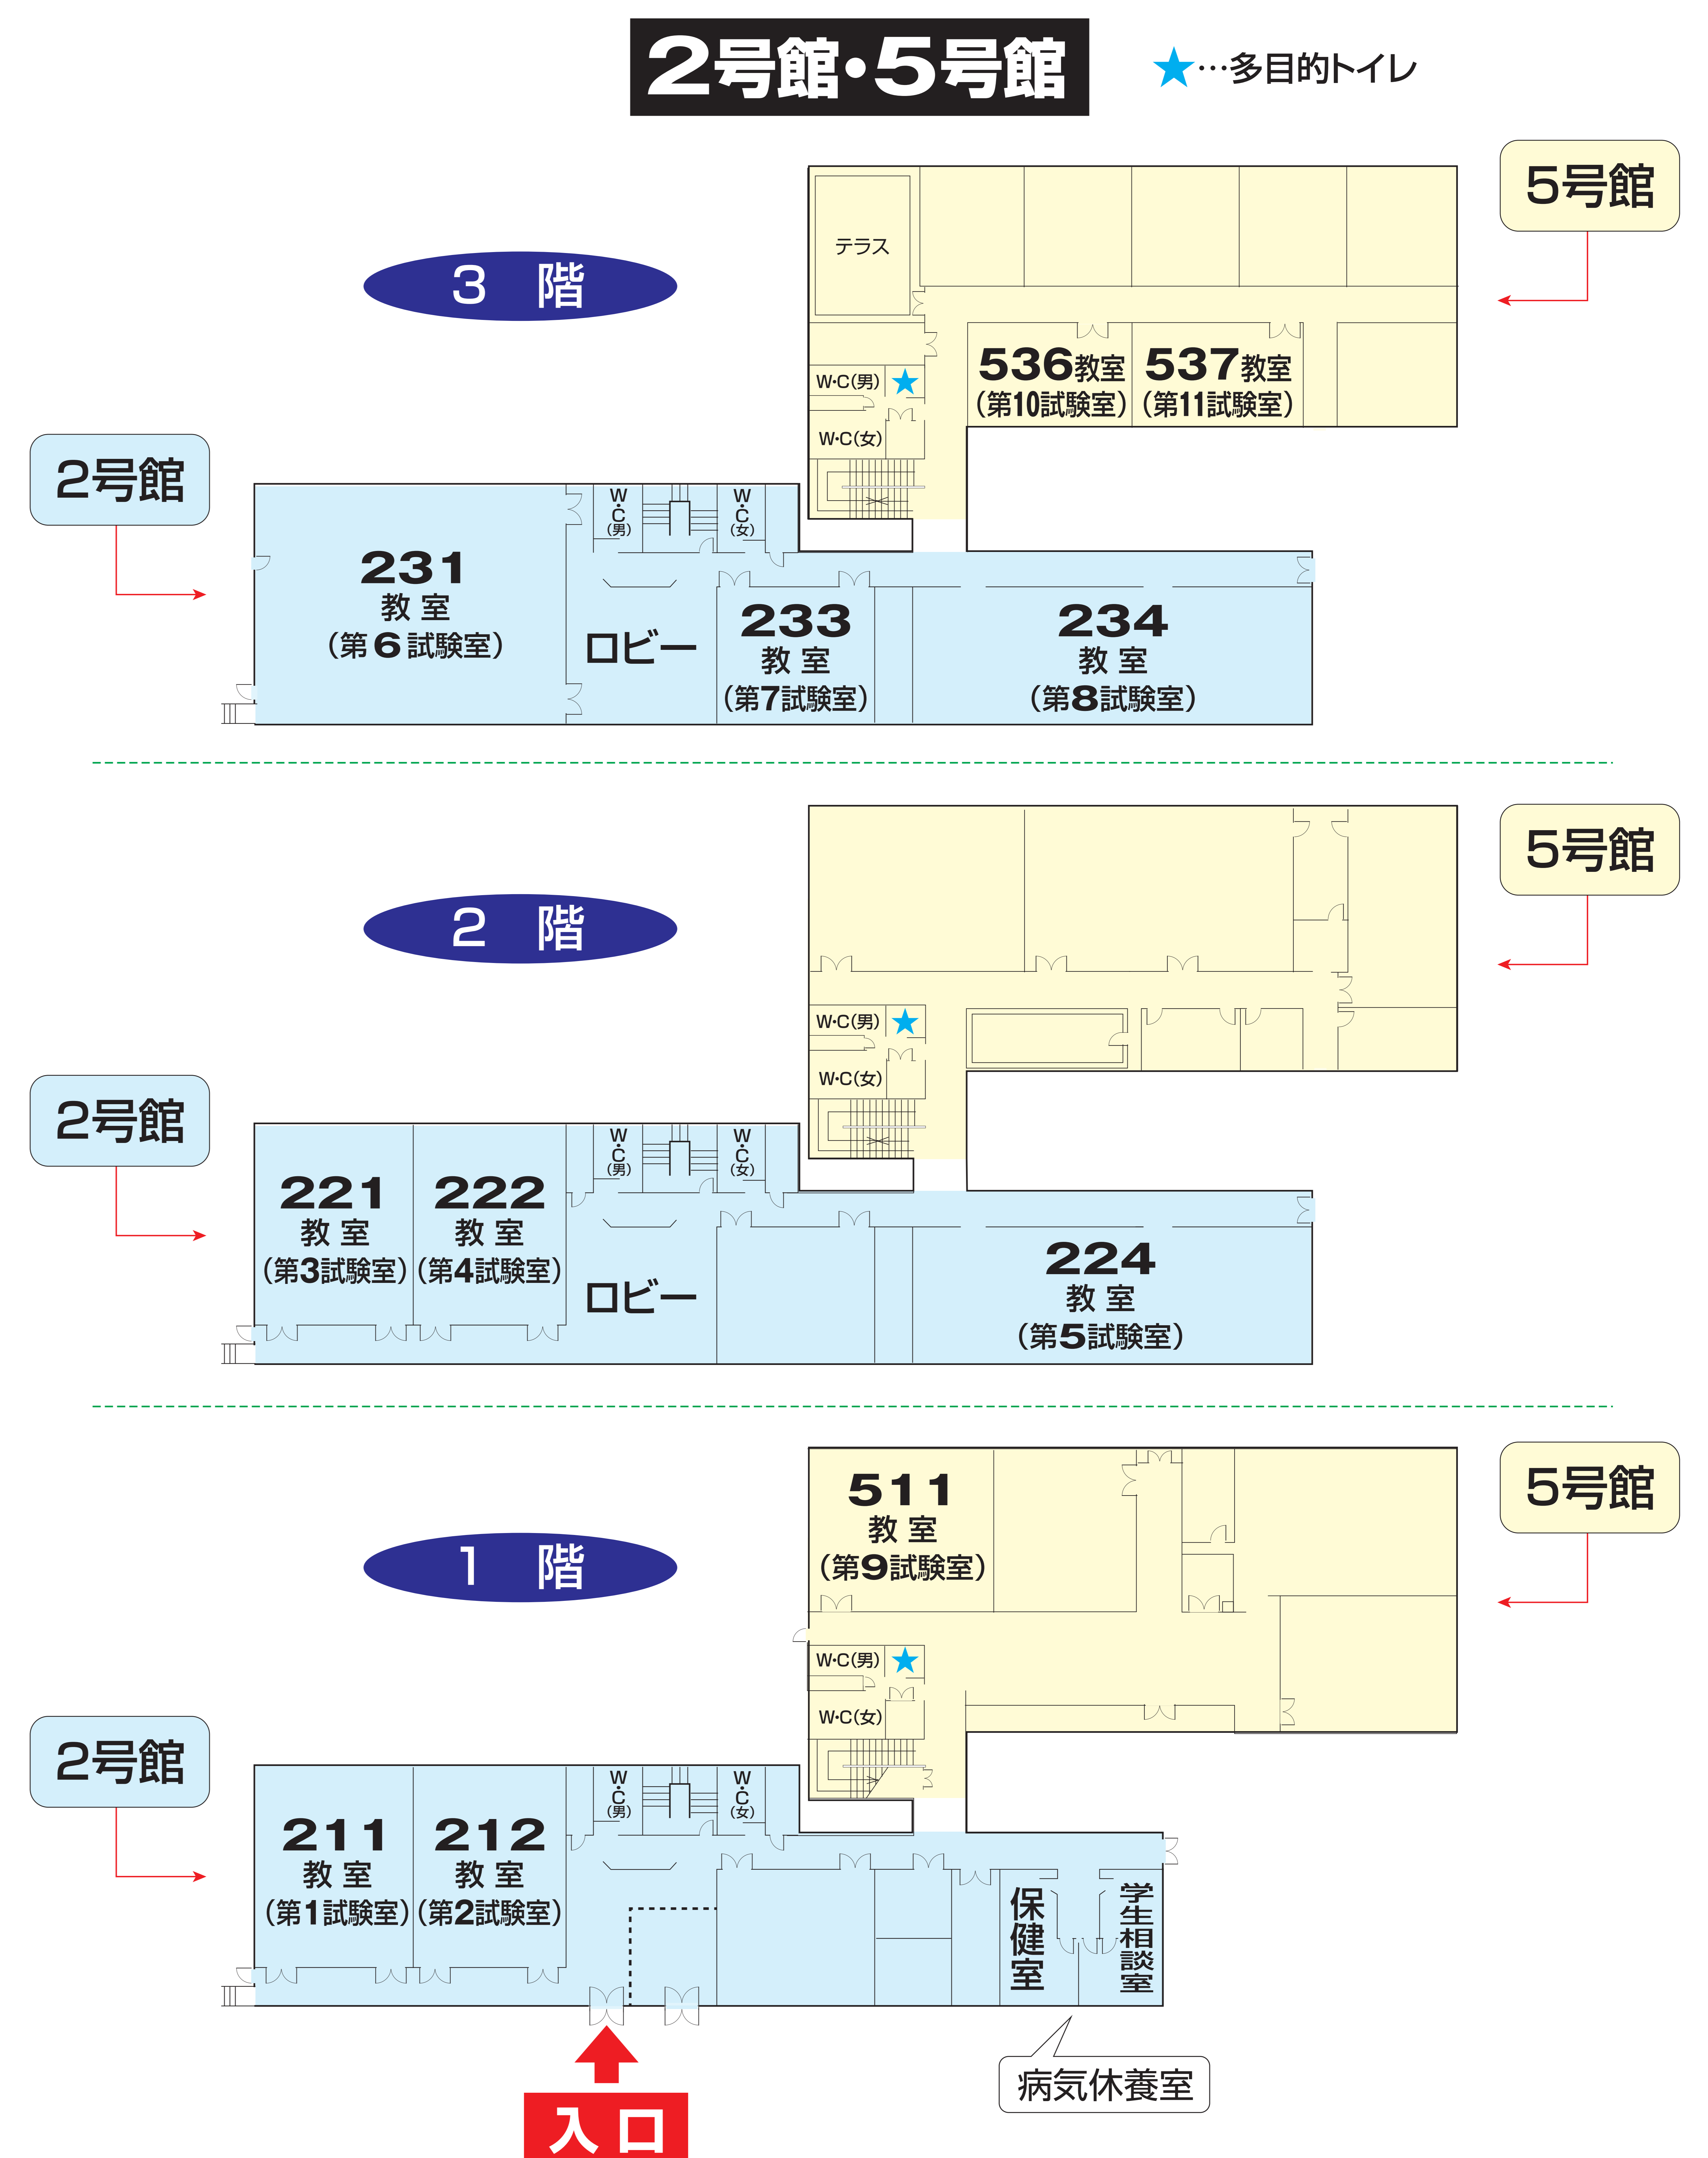 2号館・5号館
★…多目的トイレ
5号館
3 階
テラス
536教室
(第10試験室)
537教室
(第11試験室)
W・C(男)
★
W・C(女)
2号館
231
教室
(第6試験室)
W・C(男)
W・C(女)
ロビー
233
教室
(第7試験室)
234
教室
(第8試験室)
5号館
2 階
W・C(男)
★
W・C(女)
2号館
221
教室
(第3試験室)
222
教室
(第4試験室)
W・C(男)
W・C(女)
ロビー
224
教室
(第5試験室)
5号館
1 階
511
教室
(第9試験室)
W・C(男)
★
W・C(女)
2号館
211
教室
(第1試験室)
212
教室
(第2試験室)
W・C(男)
W・C(女)
保健室
学生相談室
病気休養室
入口